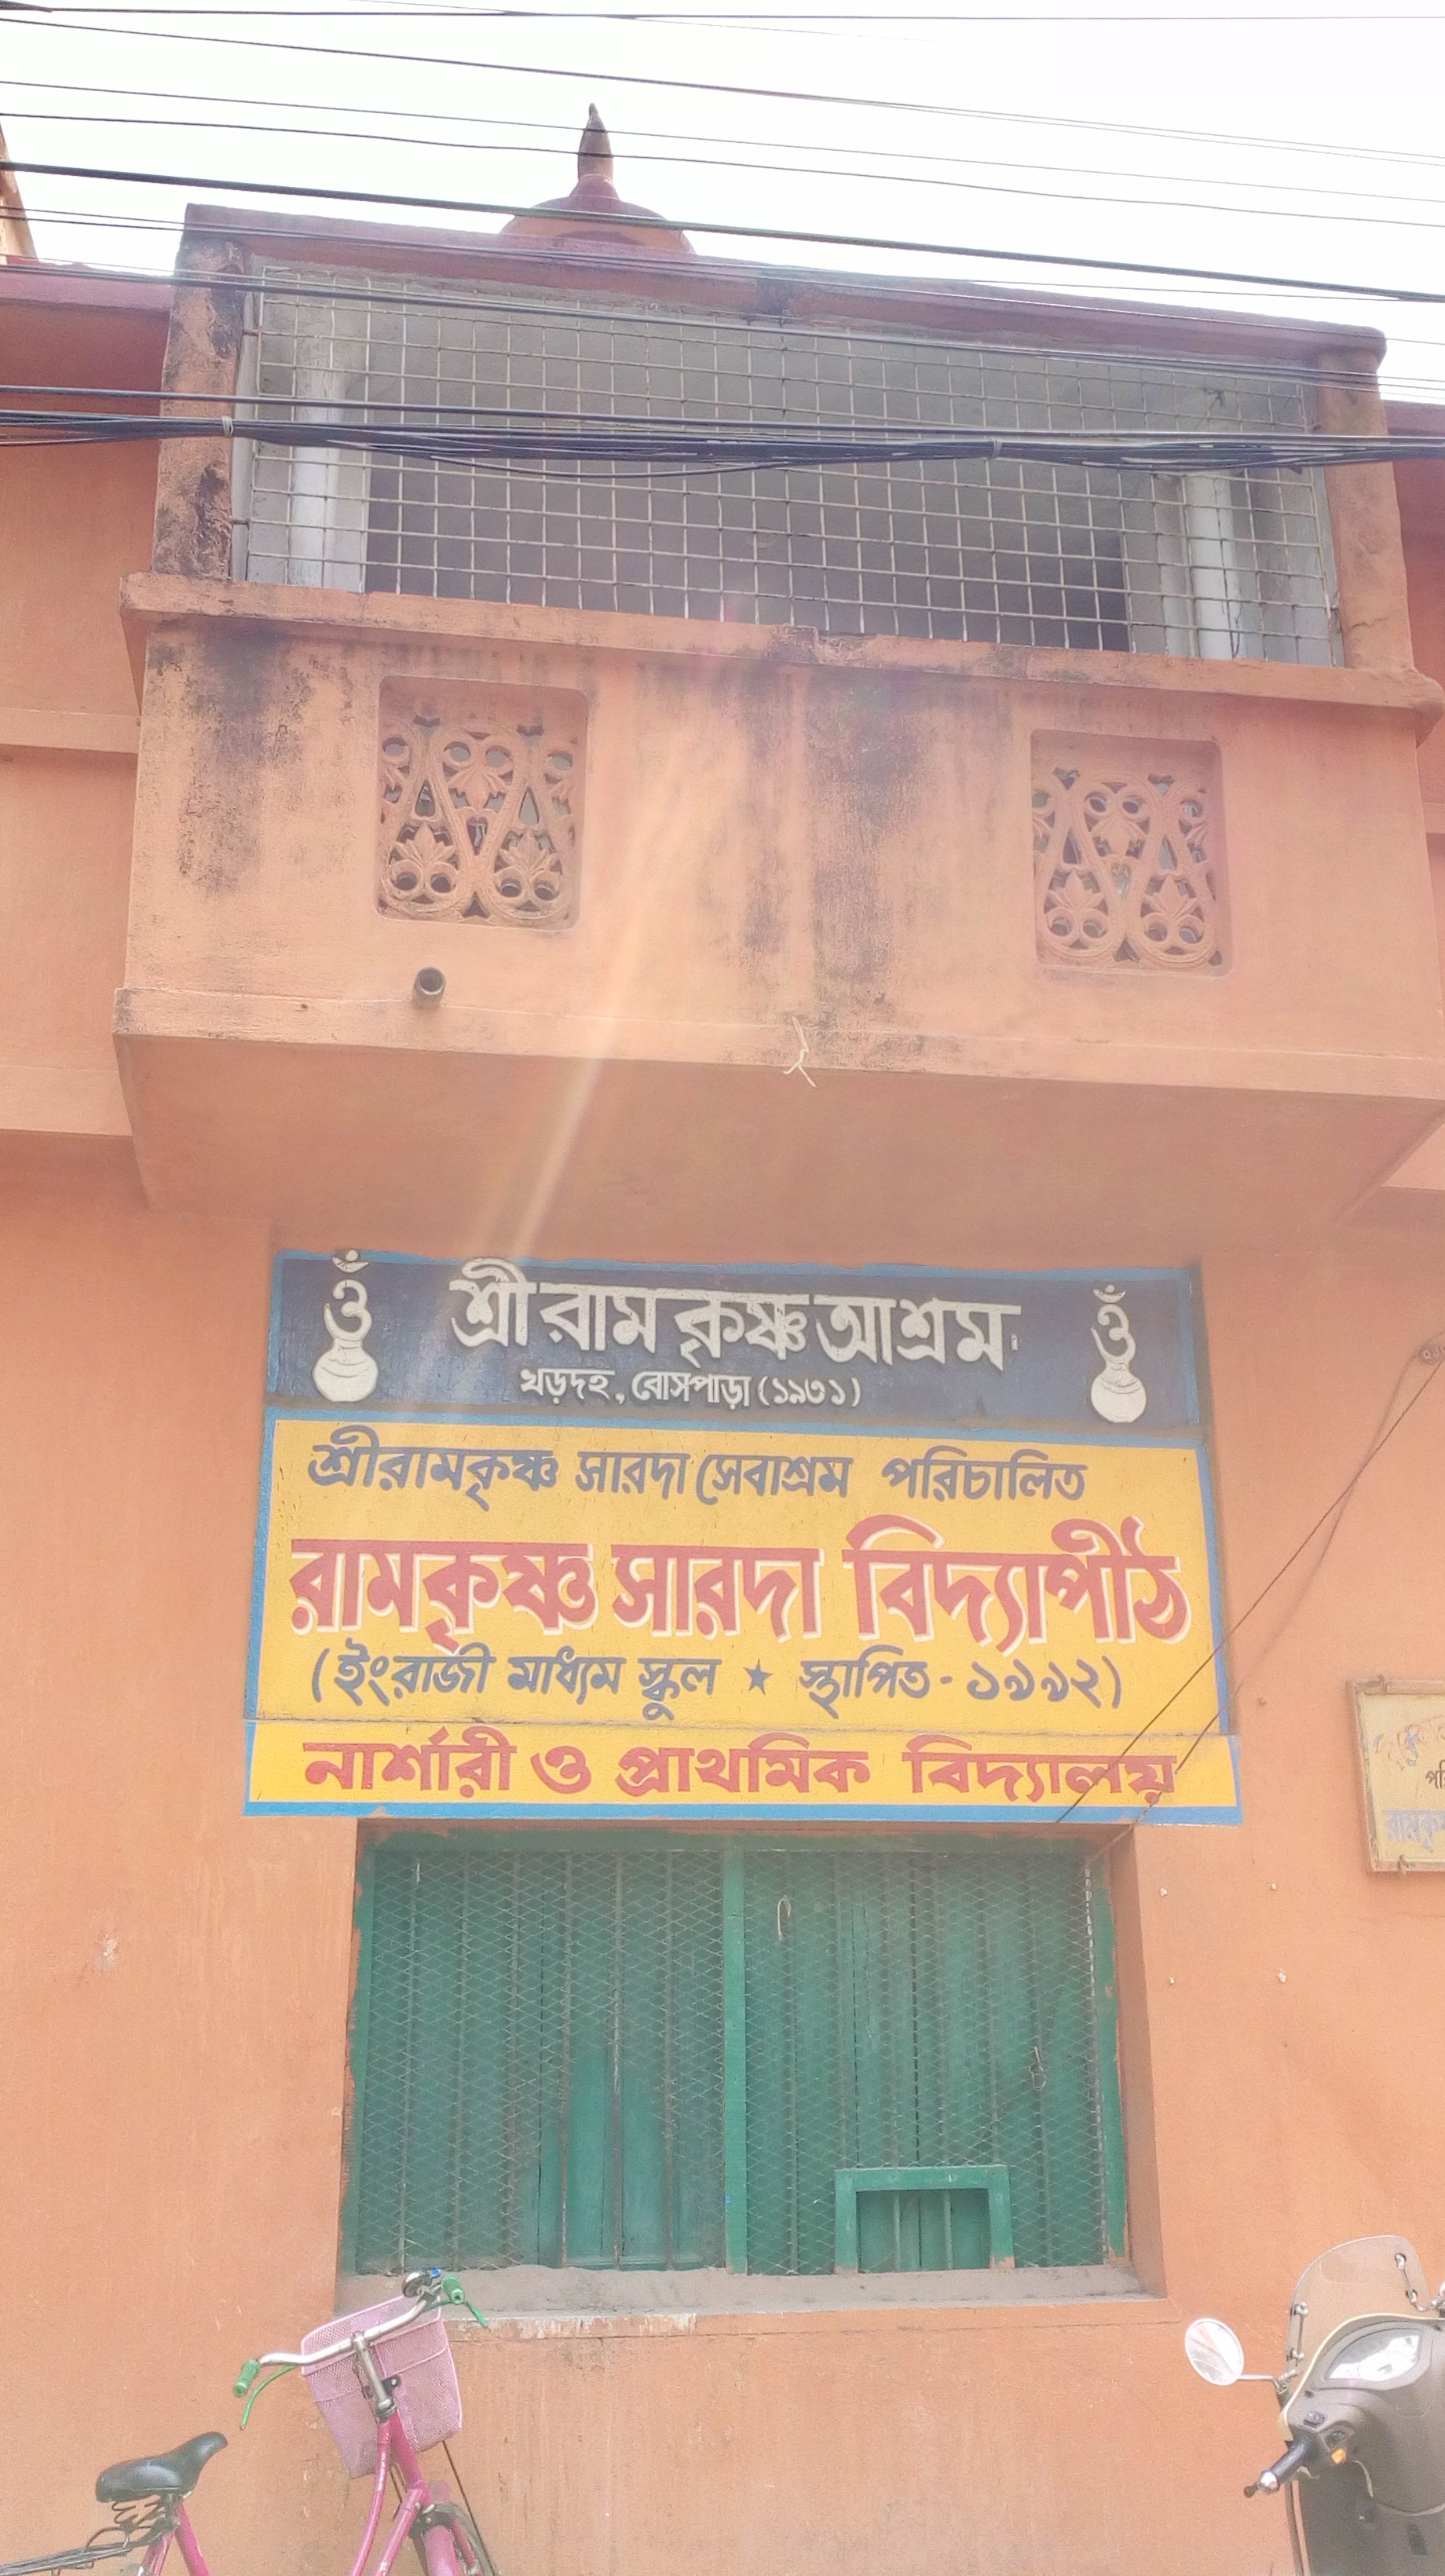 ওঁ শ্রীরামকৃষ্ণ আশ্রম ওঁ
খড়দহ, বোসপাড়া (১৯৩১)
শ্রীরামকৃষ্ণ সারদা সেবাশ্রম পরিচালিত
রামকৃষ্ণ সারদা বিদ্যাপীঠ
(ইংরাজী মাধ্যম স্কুল ★ স্থাপিত - ১৯৯২)
নার্শারী ও প্রাথমিক বিদ্যালয়